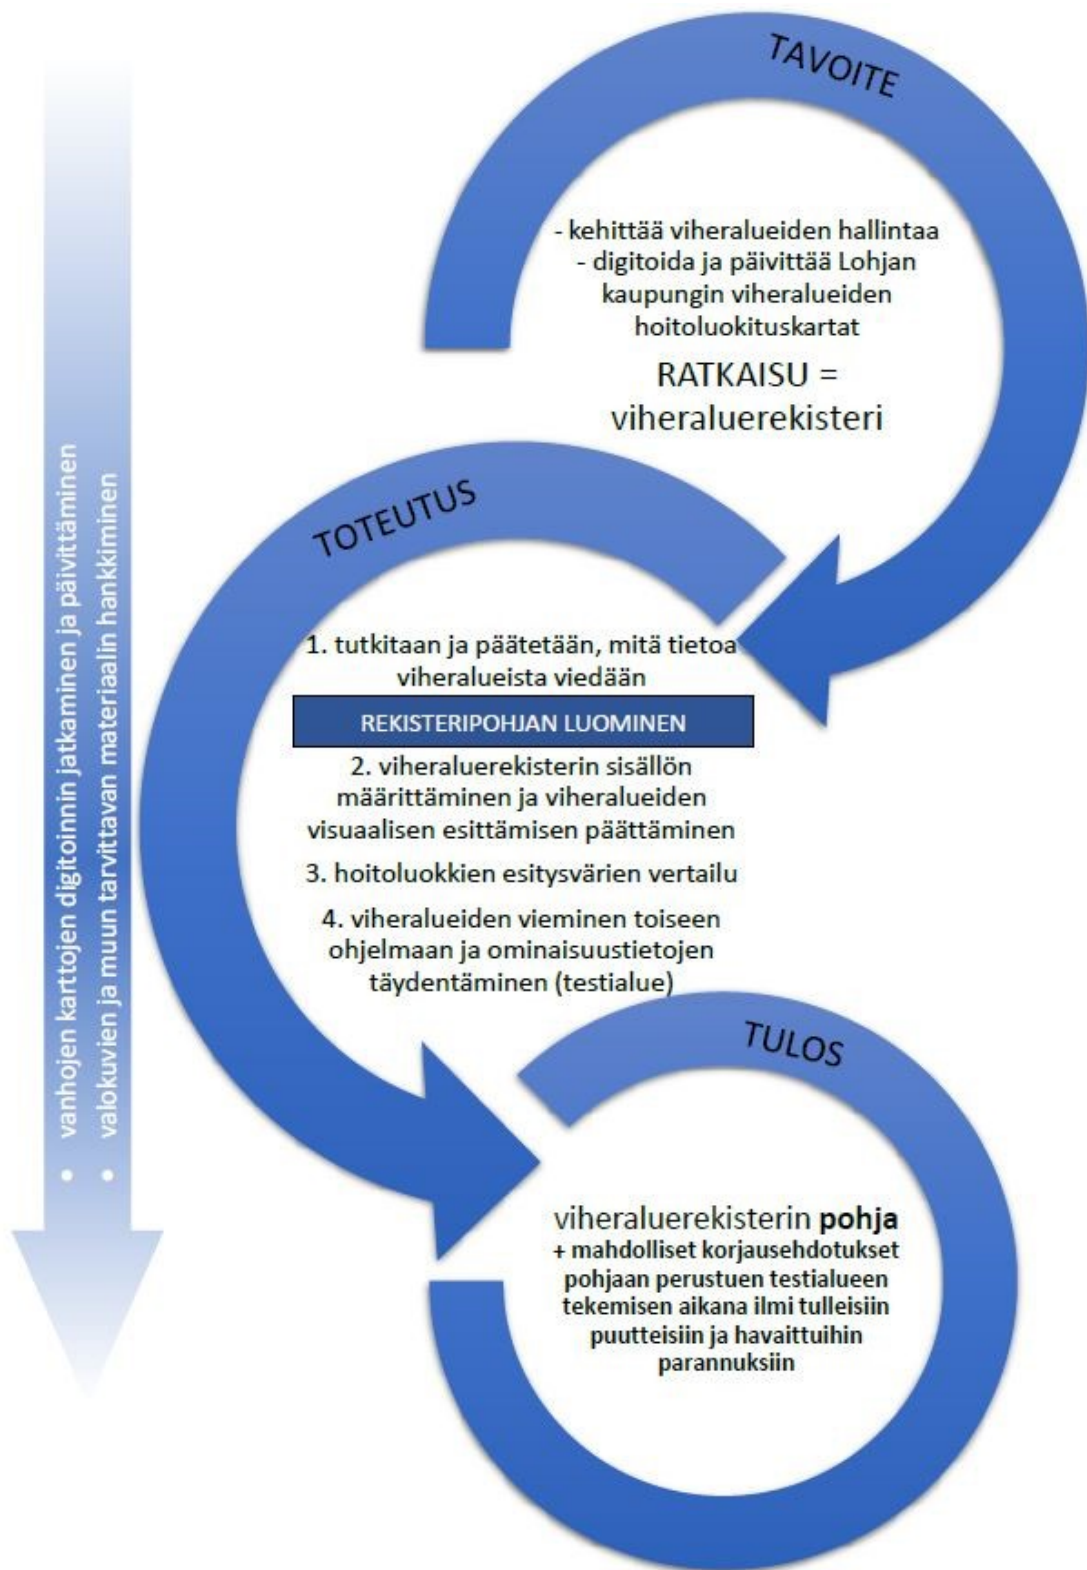 TAVOITE
- kehittää viheralueiden hallintaa
- digitoida ja päivittää Lohjan
kaupungin viheralueiden
hoitoluokituskartat
RATKAISU =
viheraluerekisteri
TOTEUTUS
1. tutkitaan ja päätetään, mitä tietoa
viheralueista viedään
REKISTERIPOHJAN LUOMINEN
2. viheraluerekisterin sisällön
määrittäminen ja viheralueiden
visuaalisen esittämisen päättäminen
3. hoitoluokkien esitysvärien vertailu
4. viheralueiden vieminen toiseen
ohjelmaan ja ominaisuustietojen
täydentäminen (testialue)
TULOS
viheraluerekisterin pohja
+ mahdolliset korjausehdotukset
pohjaan perustuen testialueen
tekemisen aikana ilmi tulleisiin
puutteisiin ja havaittuihin
parannuksiin
• vanhojen karttojen digitoinnin jatkaminen ja päivittäminen
• valokuvien ja muun tarvittavan materiaalin hankkiminen